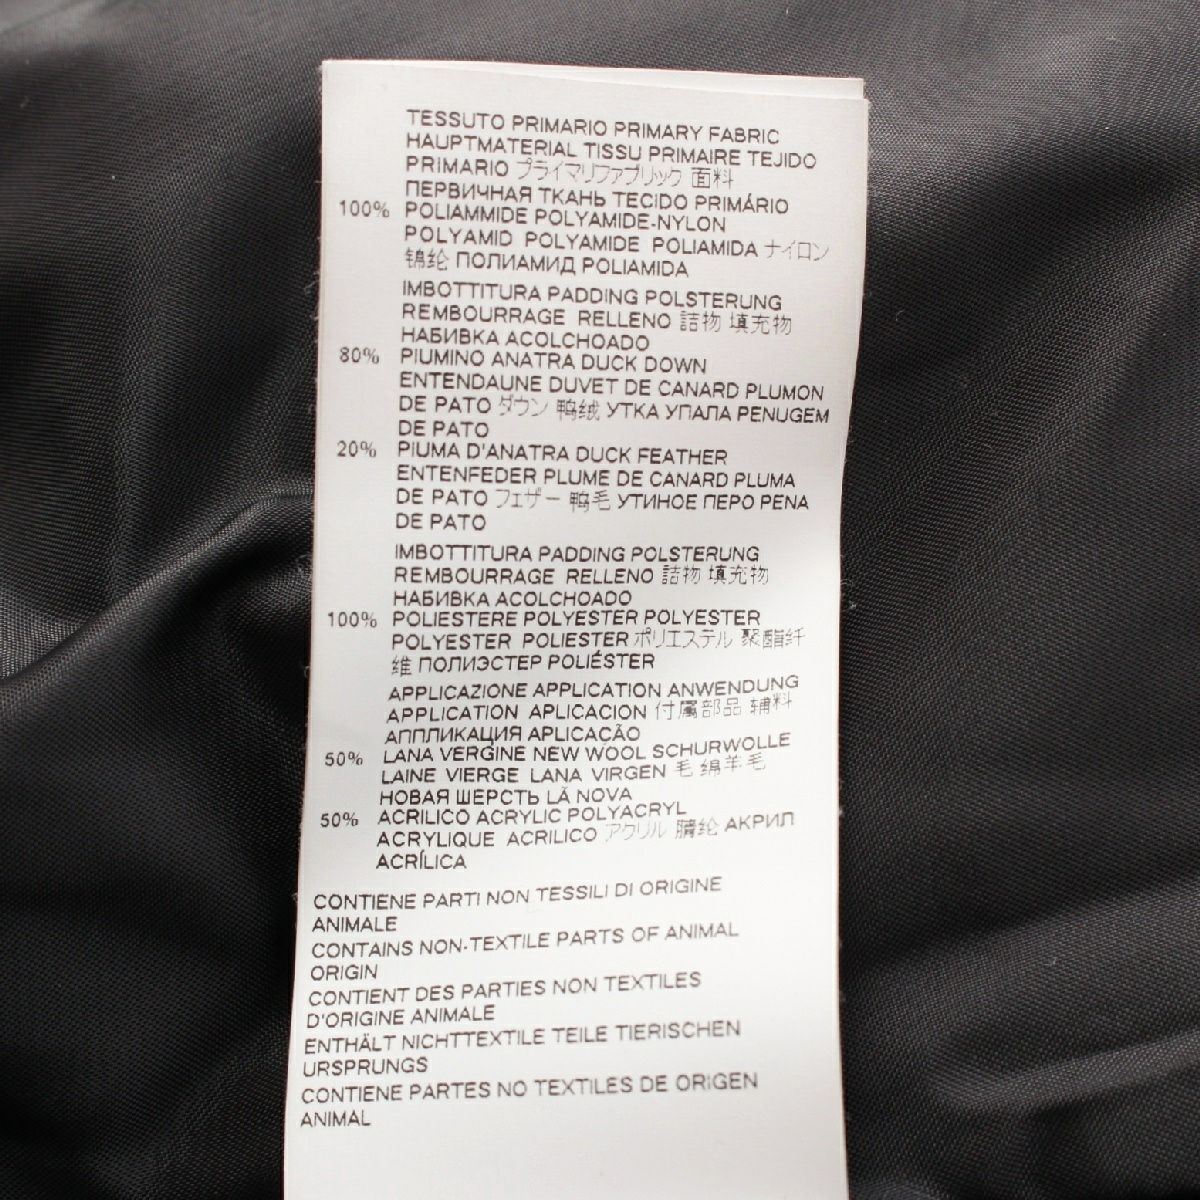 TESSUTO PRIMARIO PRIMARY FABRIC
HAUPTMATERIAL TISSU PRIMAIRE TEJIDO
PRIMARIO プライマリファブリック 面料
ПЕРВИЧНАЯ ТКАНЬ TECIDO PRIMÁRIO
100% POLIAMMIDE POLYAMIDE-NYLON
POLYAMID POLYAMIDE POLIAMIDA ナイロン
锦纶 ПОЛИАМИД POLIAMIDA
IMBOTTITURA PADDING POLSTERUNG
REMBOURRAGE RELLENO 詰物 填充物
НАБИВКА ACOLCHOADO
80% PIUMINO ANATRA DUCK DOWN
ENTENDAUNE DUVET DE CANARD PLUMON
DE PATO ダウン 鸭绒 УТКА УПАЛА PENUGEM
DE PATO
20% PIUMA D'ANATRA DUCK FEATHER
ENTENFEDER PLUME DE CANARD PLUMA
DE PATO フェザー 鸭毛 УТИНОЕ ПЕРО PENA
DE PATO
IMBOTTITURA PADDING POLSTERUNG
REMBOURRAGE RELLENO 詰物 填充物
НАБИВКА ACOLCHOADO
100% POLIESTERE POLYESTER POLYESTER
POLYESTER POLIESTER ポリエステル 聚酯纤
维 ПОЛИЭСТЕР POLIÉSTER
APPLICAZIONE APPLICATION ANWENDUNG
APPLICATION APLICACION 付属部品 辅料
АППЛИКАЦИЯ APLICAÇÃO
50% LANA VERGINE NEW WOOL SCHURWOLLE
LAINE VIERGE LANA VIRGEN 毛 绵羊毛
НОВАЯ ШЕРСТЬ LÃ NOVA
50% ACRILICO ACRYLIC POLYACRYL
ACRYLIQUE ACRILICO アクリル 腈纶 АКРИЛ
ACRÍLICA
CONTIENE PARTI NON TESSILI DI ORIGINE
ANIMALE
CONTAINS NON-TEXTILE PARTS OF ANIMAL
ORIGIN
CONTIENT DES PARTIES NON TEXTILES
D'ORIGINE ANIMALE
ENTHÄLT NICHTTEXTILE TEILE TIERISCHEN
URSPRUNGS
CONTIENE PARTES NO TEXTILES DE ORIGEN
ANIMAL